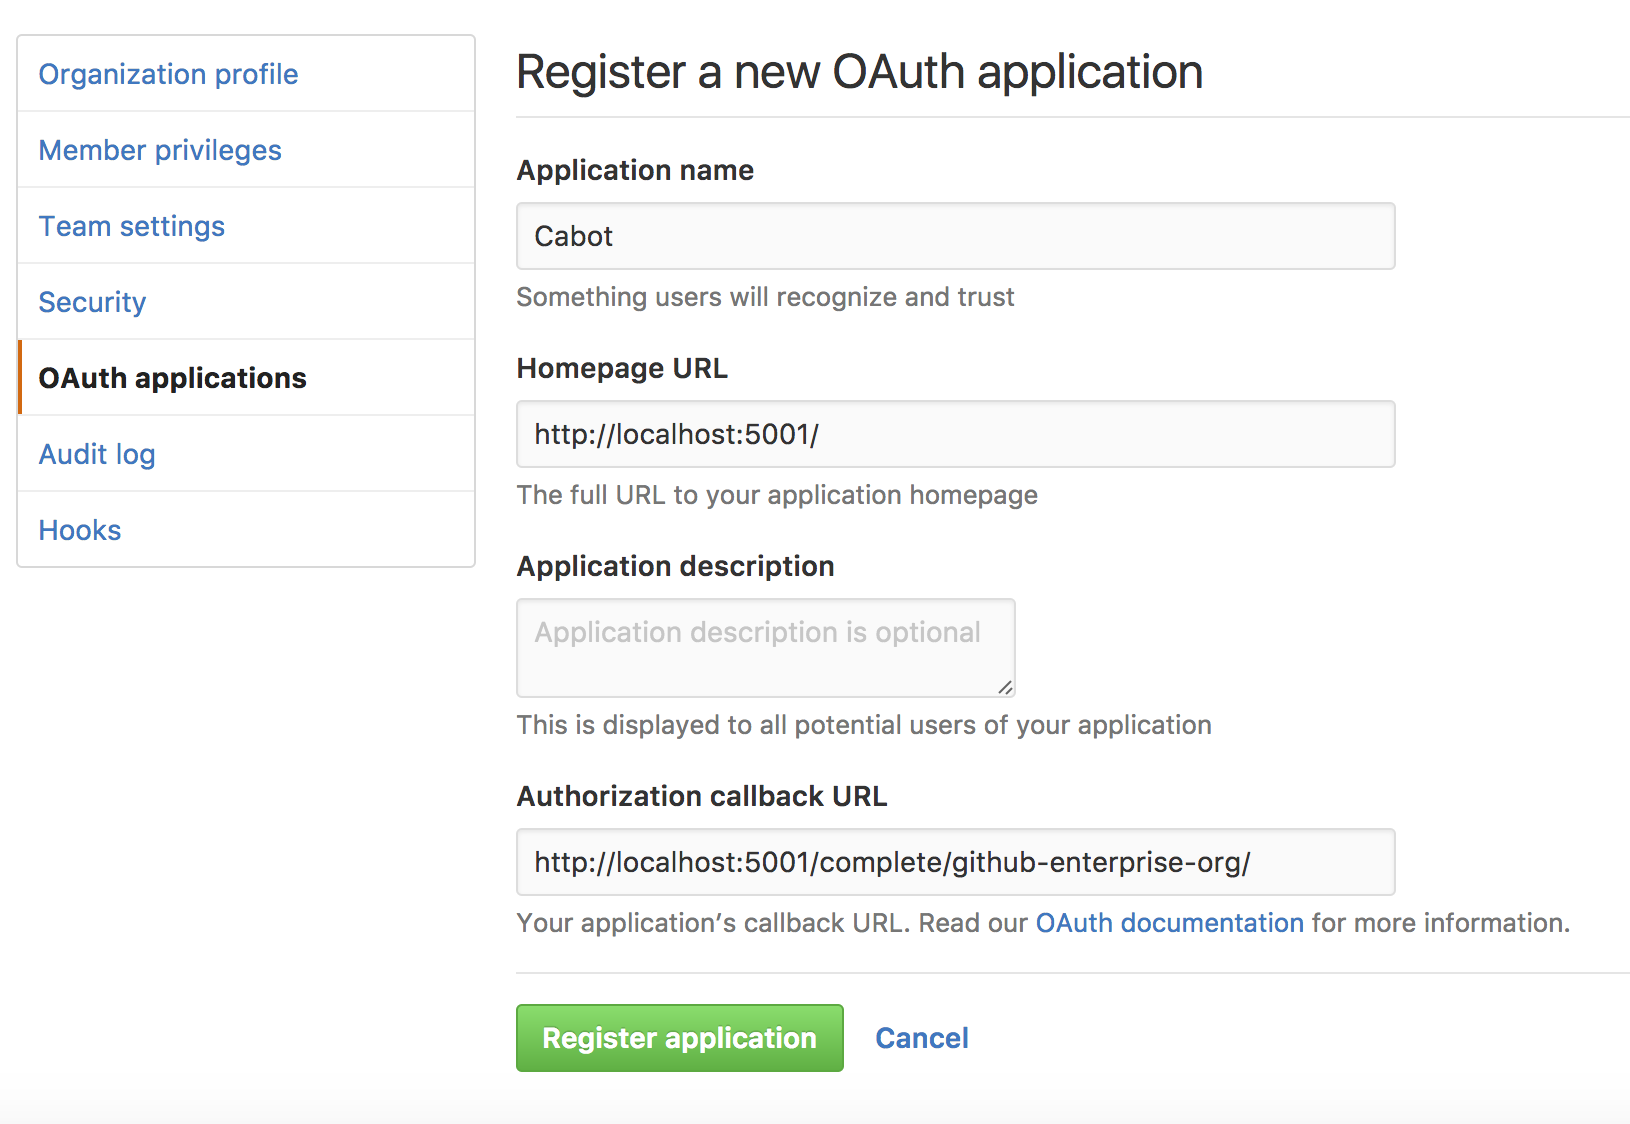 Organization profile
Member privileges
Team settings
Security
OAuth applications
Audit log
Hooks
Register a new OAuth application
Application name
Cabot
Something users will recognize and trust
Homepage URL
http://localhost:5001/
The full URL to your application homepage
Application description
Application description is optional
This is displayed to all potential users of your application
Authorization callback URL
http://localhost:5001/complete/github-enterprise-org/
Your application’s callback URL. Read our OAuth documentation for more information.
Register application Cancel